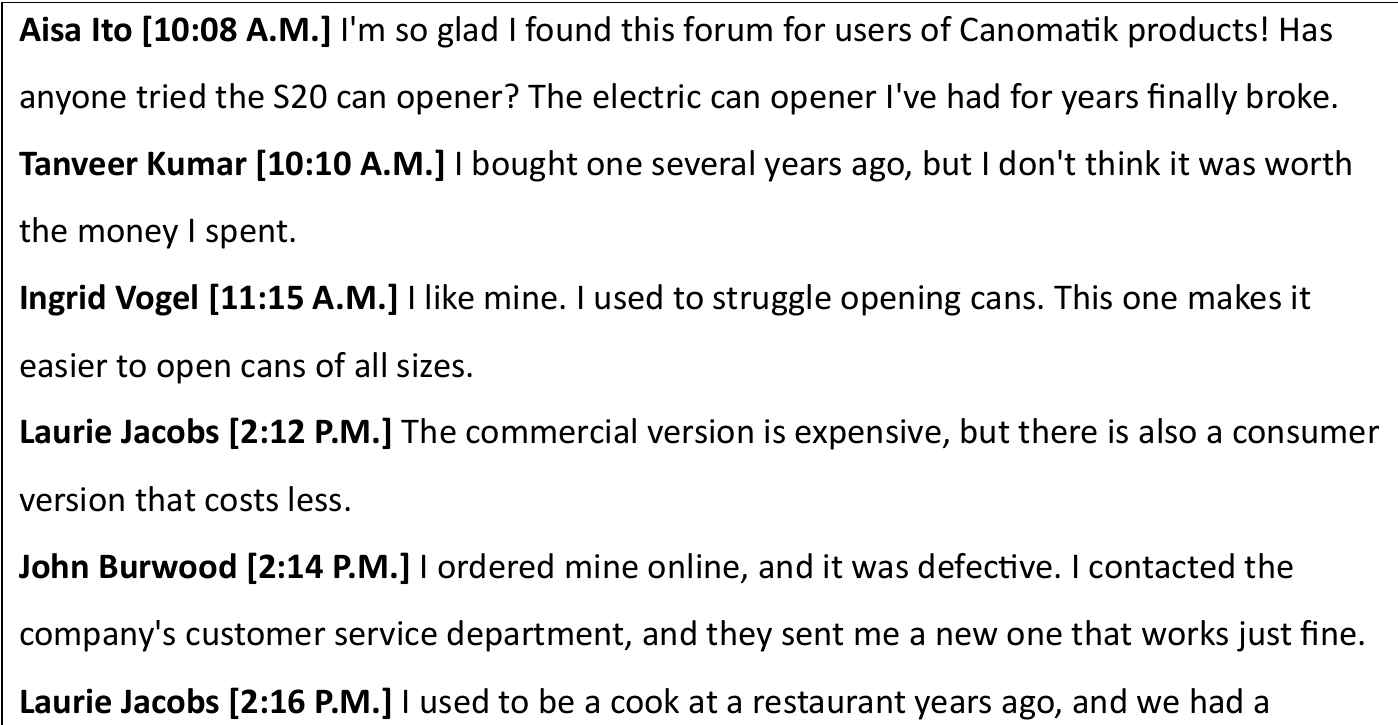 Aisa Ito [10:08 A.M.] I'm so glad I found this forum for users of Canomatik products! Has
anyone tried the S20 can opener? The electric can opener I've had for years finally broke.
Tanveer Kumar [10:10 A.M.] I bought one several years ago, but I don't think it was worth
the money I spent.
Ingrid Vogel [11:15 A.M.] I like mine. I used to struggle opening cans. This one makes it
easier to open cans of all sizes.
Laurie Jacobs [2:12 P.M.] The commercial version is expensive, but there is also a consumer
version that costs less.
John Burwood [2:14 P.M.] I ordered mine online, and it was defective. I contacted the
company's customer service department, and they sent me a new one that works just fine.
Laurie Jacobs [2:16 P.M.] I used to be a cook at a restaurant years ago, and we had a